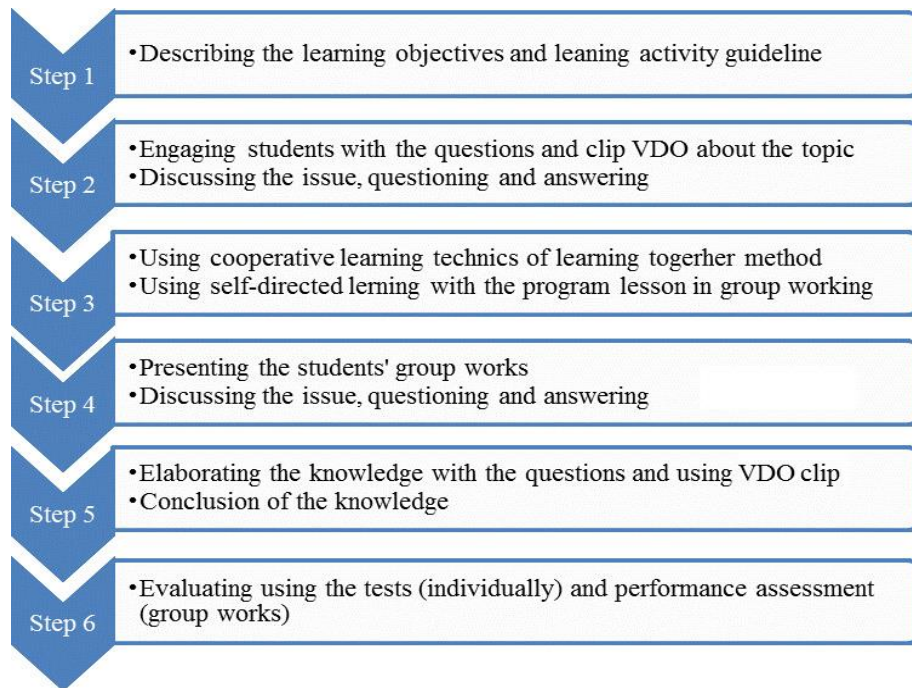 Step 1
•Describing the learning objectives and leaning activity guideline
Step 2
•Engaging students with the questions and clip VDO about the topic
•Discussing the issue, questioning and answering
Step 3
•Using cooperative learning technics of learning togerher method
•Using self-directed lerning with the program lesson in group working
Step 4
•Presenting the students' group works
•Discussing the issue, questioning and answering
Step 5
•Elaborating the knowledge with the questions and using VDO clip
•Conclusion of the knowledge
Step 6
•Evaluating using the tests (individually) and performance assessment
(group works)